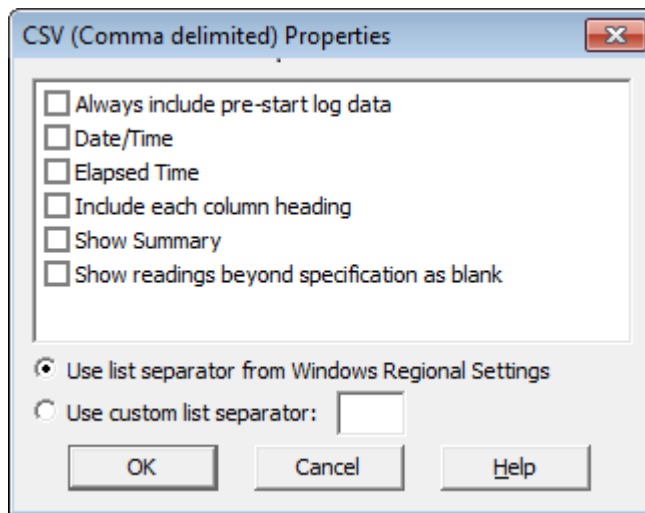 CSV (Comma delimited) Properties
Always include pre-start log data
Date/Time
Elapsed Time
Include each column heading
Show Summary
Show readings beyond specification as blank
Use list separator from Windows Regional Settings
Use custom list separator:
OK Cancel Help